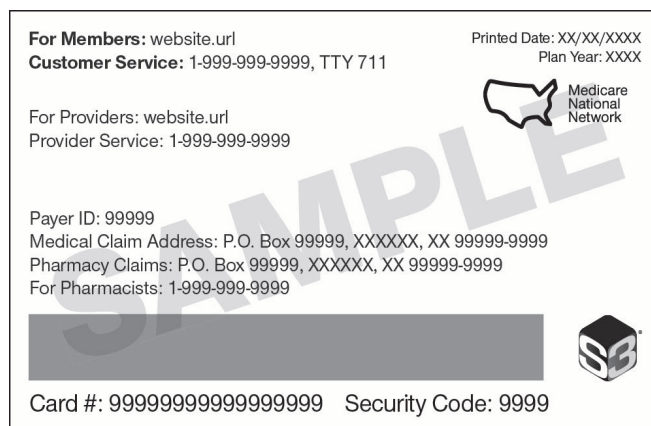 For Members: website.url
Customer Service: 1-999-999-9999, TTY 711
Printed Date: XX/XX/XXXX
Plan Year: XXXX
Medicare
National
Network
For Providers: website.url
Provider Service: 1-999-999-9999
SAMPLE
Payer ID: 99999
Medical Claim Address: P.O. Box 99999, XXXXXX, XX 99999-9999
Pharmacy Claims: P.O. Box 99999, XXXXXX, XX 99999-9999
For Pharmacists: 1-999-999-9999
S3
Card #: 99999999999999999 Security Code: 9999